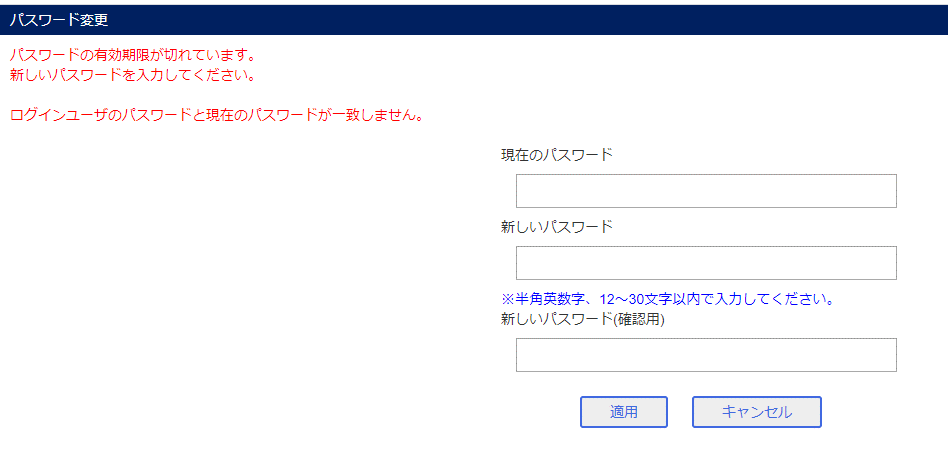 パスワード変更
パスワードの有効期限が切れています。
新しいパスワードを入力してください。
ログインユーザのパスワードと現在のパスワードが一致しません。
現在のパスワード
新しいパスワード
※半角英数字、12～30文字以内で入力してください。
新しいパスワード(確認用)
適用 キャンセル